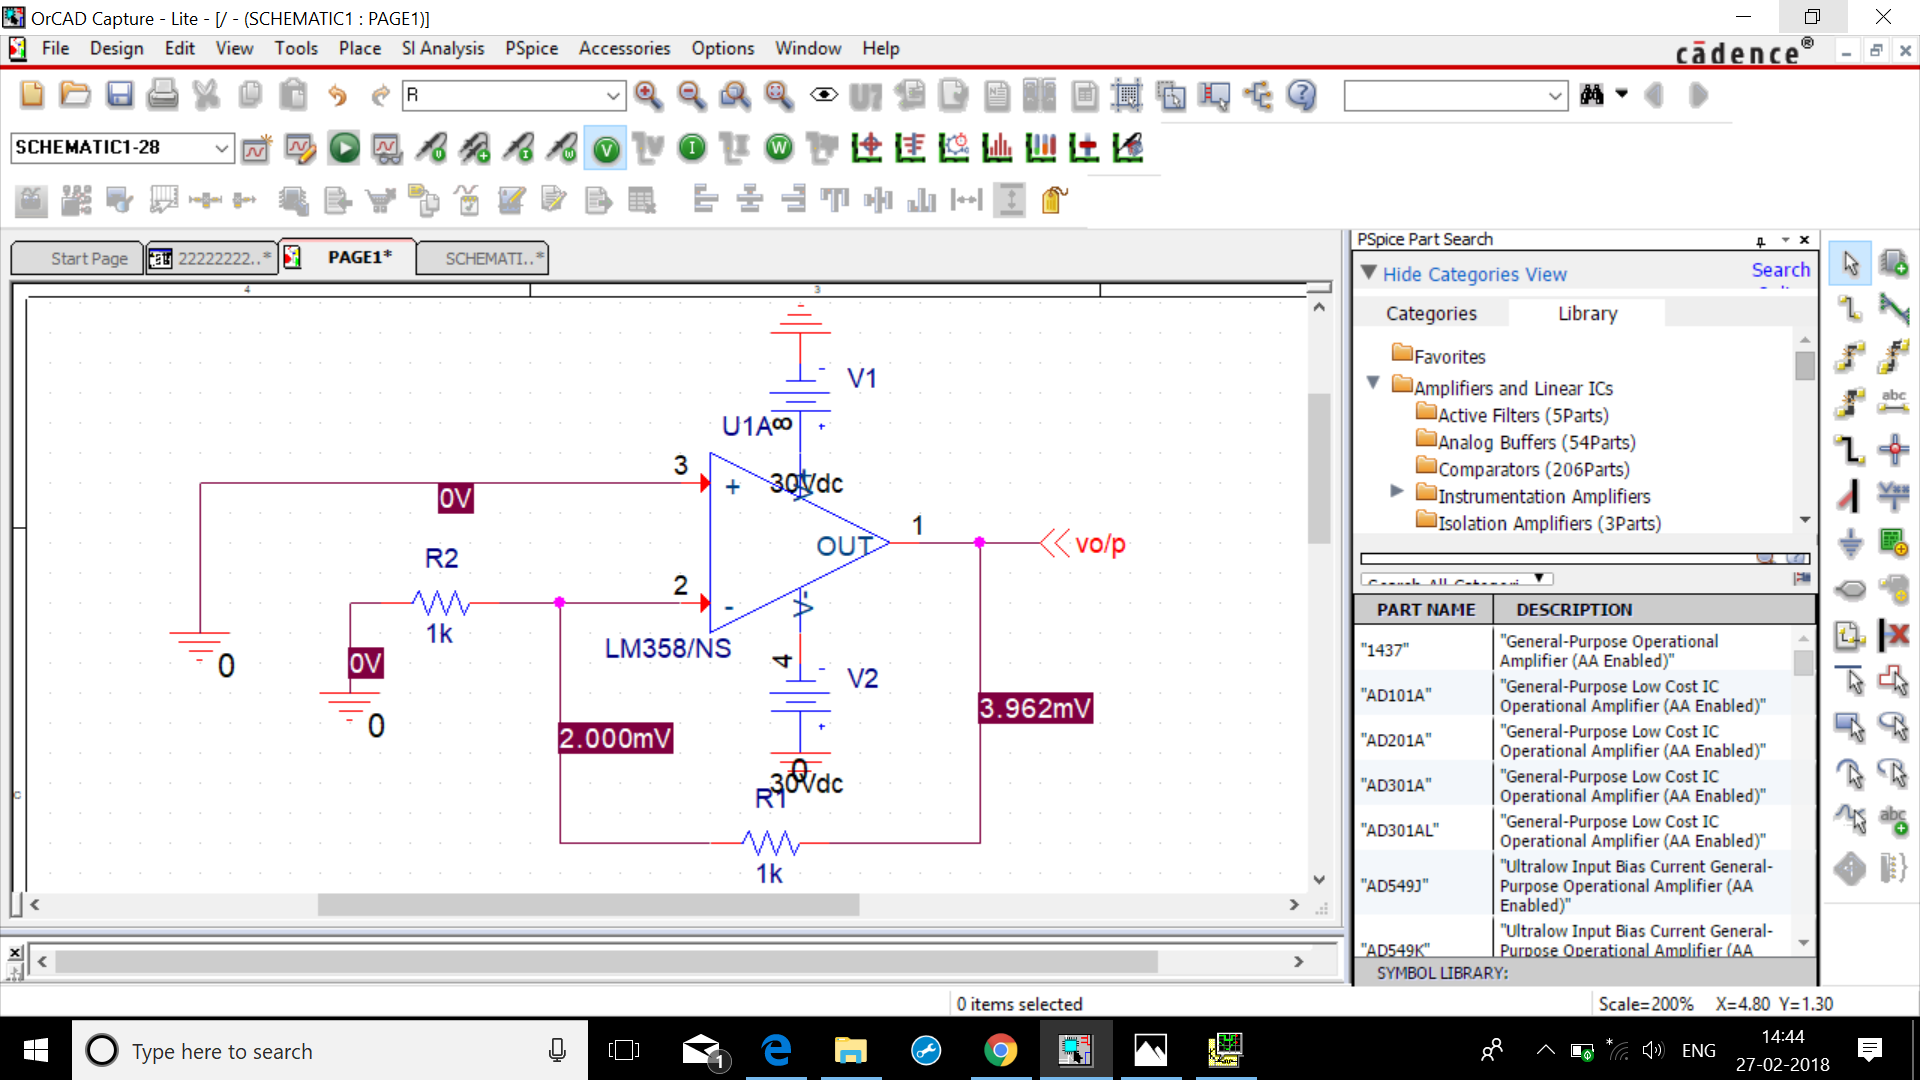 OrCAD Capture - Lite - [/ - (SCHEMATIC1 : PAGE1)]
File Design Edit View Tools Place SI Analysis PSpice Accessories Options Window Help
cādence®
R
SCHEMATIC1-28
Start Page
22222222..*
PAGE1*
SCHEMATI..*
4
3
V1
-
+
U1A
8
30Vdc
V+
3
+
0V
OUT
1
vo/p
R2
1k
2
-
V-
LM358/NS
4
V2
-
+
0
0V
0
2.000mV
3.962mV
0
30Vdc
R1
1k
C
PSpice Part Search
Hide Categories View
Search
Categories
Library
Favorites
Amplifiers and Linear ICs
Active Filters (5Parts)
Analog Buffers (54Parts)
Comparators (206Parts)
Instrumentation Amplifiers
Isolation Amplifiers (3Parts)
PART NAME DESCRIPTION
"1437" "General-Purpose Operational
Amplifier (AA Enabled)"
"AD101A" "General-Purpose Low Cost IC
Operational Amplifier (AA Enabled)"
"AD201A" "General-Purpose Low Cost IC
Operational Amplifier (AA Enabled)"
"AD301A" "General-Purpose Low Cost IC
Operational Amplifier (AA Enabled)"
"AD301AL" "General-Purpose Low Cost IC
Operational Amplifier (AA Enabled)"
"AD549J" "Ultralow Input Bias Current General-
Purpose Operational Amplifier (AA
Enabled)"
"AD549K" "Ultralow Input Bias Current General-
Purpose Operational Amplifier (AA
SYMBOL LIBRARY:
0 items selected
Scale=200% X=4.80 Y=1.30
Type here to search
1
ENG
14:44
27-02-2018